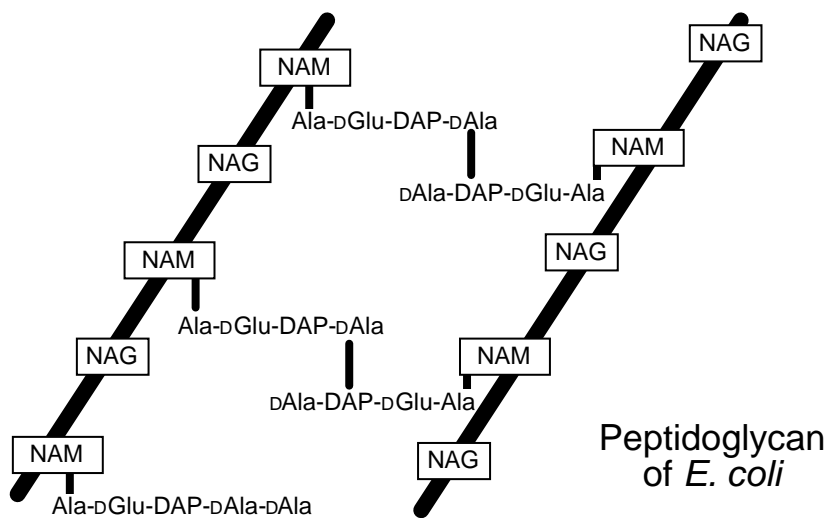 NAG
NAM
Ala-DGlu-DAP-DAla
NAM
NAG
DAla-DAP-DGlu-Ala
NAM
NAG
Ala-DGlu-DAP-DAla
NAG
NAM
DAla-DAP-DGlu-Ala
NAM
NAG
Peptidoglycan
of E. coli
Ala-DGlu-DAP-DAla-DAla